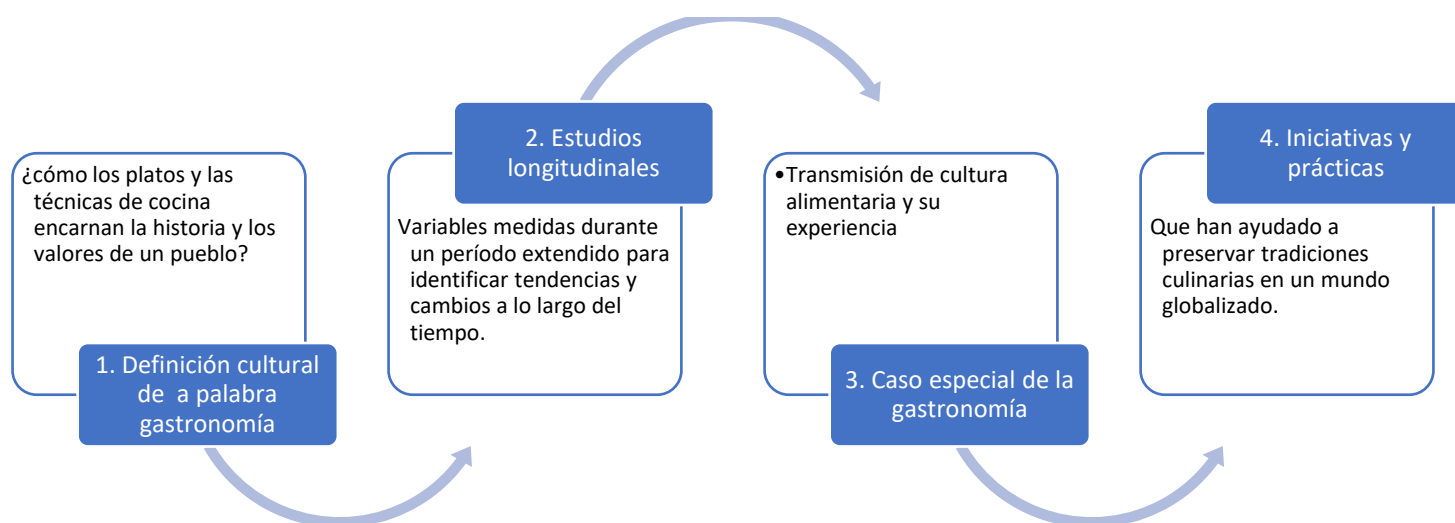 ¿cómo los platos y las
técnicas de cocina
encarnan la historia y los
valores de un pueblo?
1. Definición cultural
de a palabra
gastronomía
2. Estudios
longitudinales
Variables medidas durante
un período extendido para
identificar tendencias y
cambios a lo largo del
tiempo.
•Transmisión de cultura
alimentaria y su
experiencia
3. Caso especial de la
gastronomía
4. Iniciativas y
prácticas
Que han ayudado a
preservar tradiciones
culinarias en un mundo
globalizado.